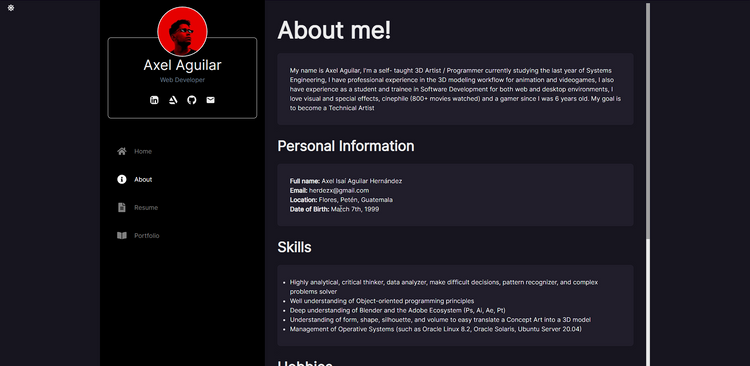 Axel Aguilar
Web Developer
Home
About
Resume
Portfolio
About me!
My name is Axel Aguilar, I'm a self- taught 3D Artist / Programmer currently studying the last year of Systems
Engineering, I have professional experience in the 3D modeling workflow for animation and videogames, I also
have experience as a student and trainee in Software Development for both web and desktop environments, I
love visual and special effects, cinephile (800+ movies watched) and a gamer since I was 6 years old. My goal is
to become a Technical Artist
Personal Information
Full name: Axel Isaí Aguilar Hernández
Email: herdezx@gmail.com
Location: Flores, Petén, Guatemala
Date of Birth: March 7th, 1999
Skills
Highly analytical, critical thinker, data analyzer, make difficult decisions, pattern recognizer, and complex
problems solver
Well understanding of Object-oriented programming principles
Deep understanding of Blender and the Adobe Ecosystem (Ps, Ai, Ae, Pt)
Understanding of form, shape, silhouette, and volume to easy translate a Concept Art into a 3D model
Management of Operative Systems (such as Oracle Linux 8.2, Oracle Solaris, Ubuntu Server 20.04)
Hobbies